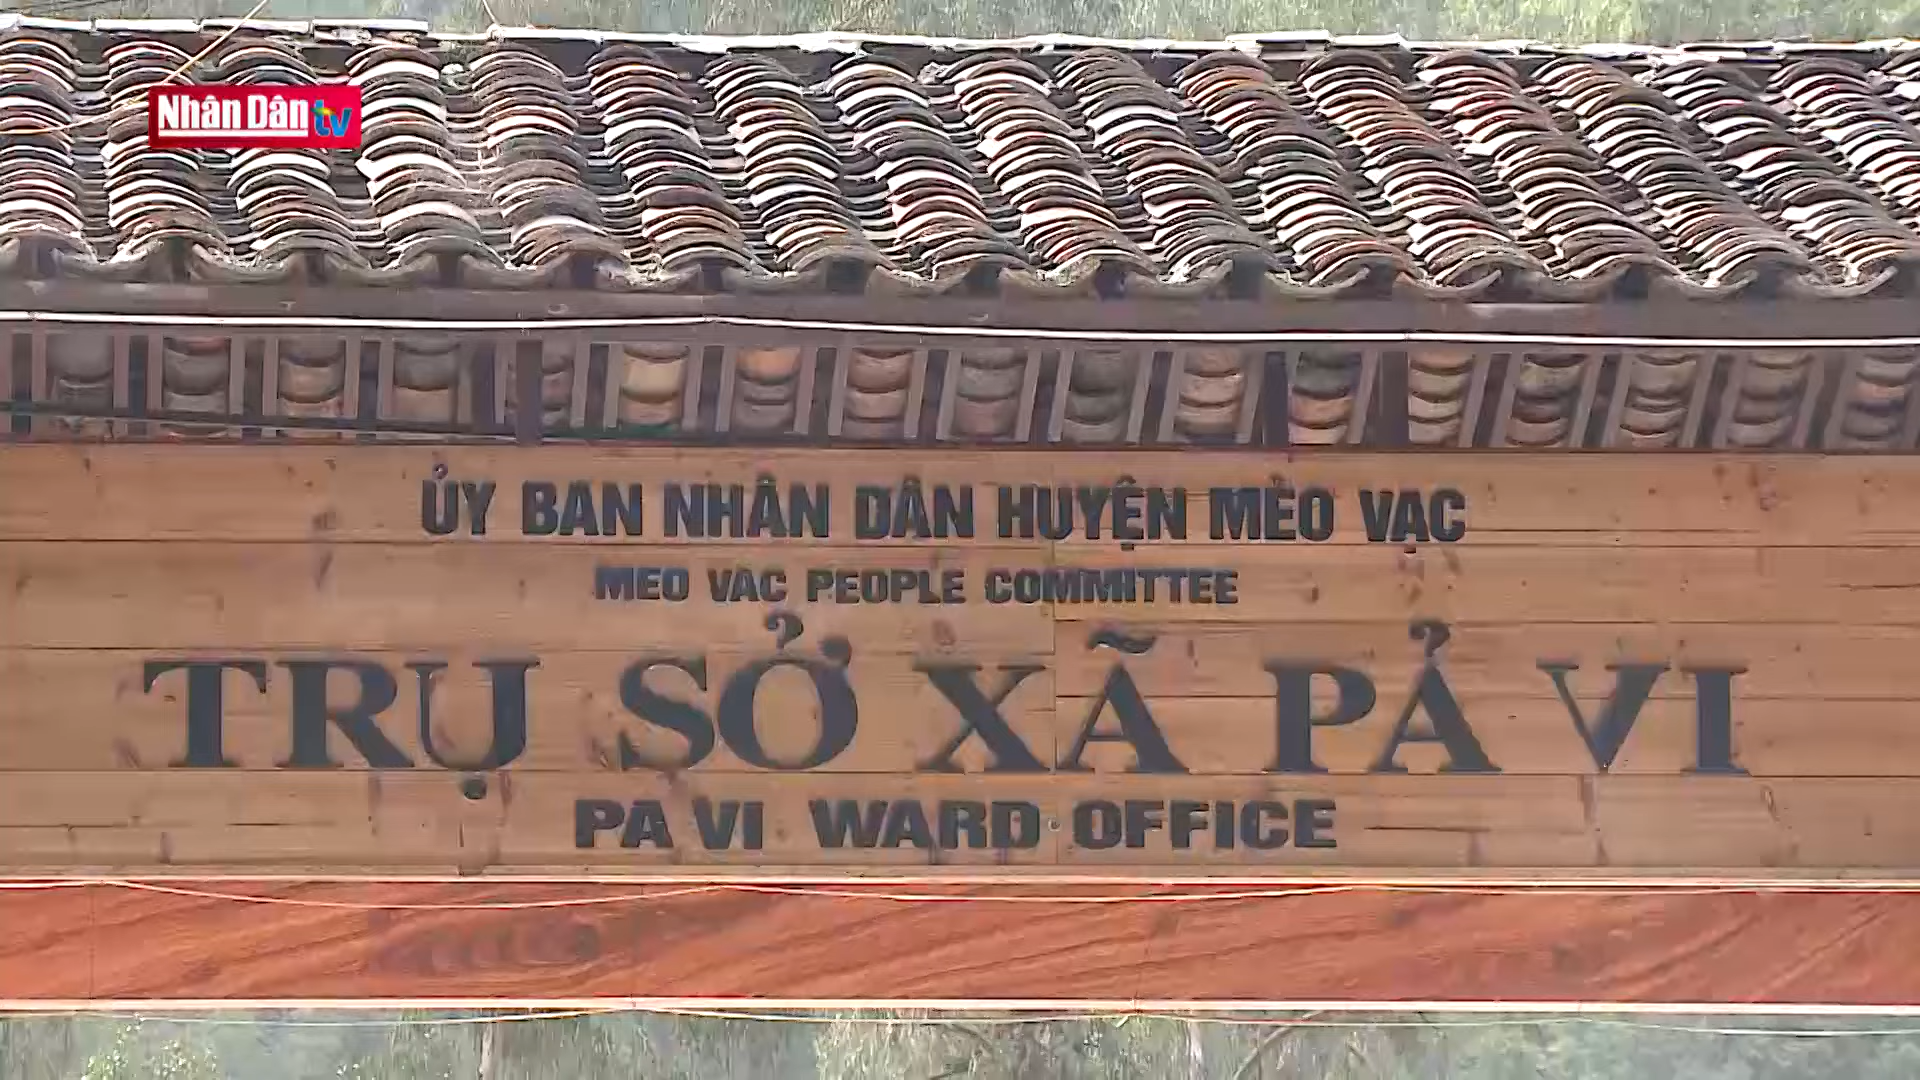 Nhân Dân tv
ỦY BAN NHÂN DÂN HUYỆN MÈO VẠC
MEO VAC PEOPLE COMMITTEE
TRỤ SỞ XÃ PẢ VI
PA VI WARD OFFICE